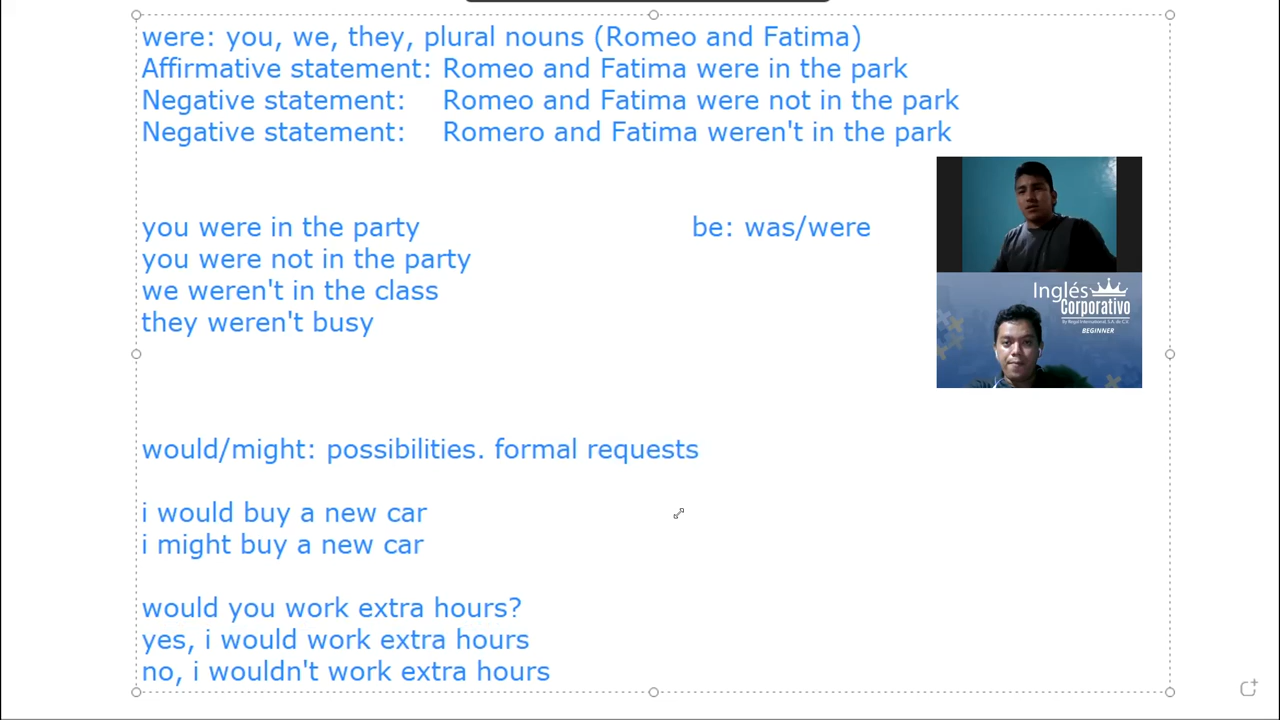 were: you, we, they, plural nouns (Romeo and Fatima)
Affirmative statement: Romeo and Fatima were in the park
Negative statement: Romeo and Fatima were not in the park
Negative statement: Romero and Fatima weren't in the park
you were in the party
be: was/were
you were not in the party
we weren't in the class
they weren't busy
Inglés
Corporativo
By Regal International, S.A. de C.V.
BEGINNER
would/might: possibilities. formal requests
i would buy a new car
i might buy a new car
would you work extra hours?
yes, i would work extra hours
no, i wouldn't work extra hours